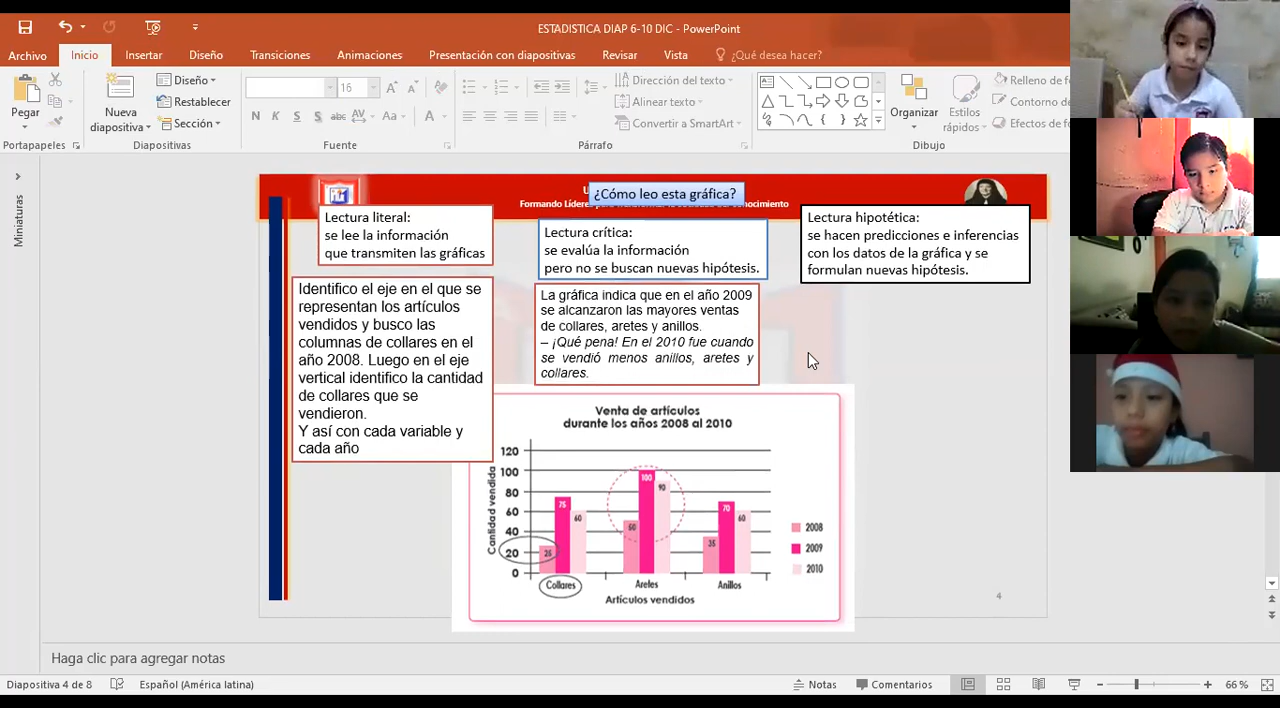 ESTADISTICA DIAP 6-10 DIC - PowerPoint
Archivo Inicio Insertar Diseño Transiciones Animaciones Presentación con diapositivas Revisar Vista ¿Qué desea hacer?
Pegar
Portapapeles
Nueva
diapositiva
Diseño
Restablecer
Sección
Diapositivas
16
N K S S abc AV Aa A
Fuente
Dirección del texto
Alinear texto
Convertir a SmartArt
Párrafo
Organizar
Estilos
rápidos
Relleno de
Contorno
Efectos de
Dibujo
Miniaturas
¿Cómo leo esta gráfica?
Formando Líderes
nocimiento
Lectura literal:
se lee la información
que transmiten las gráficas
Lectura crítica:
se evalúa la información
pero no se buscan nuevas hipótesis.
Lectura hipotética:
se hacen predicciones e inferencias
con los datos de la gráfica y se
formulan nuevas hipótesis.
Identifico el eje en el que se
representan los artículos
vendidos y busco las
columnas de collares en el
año 2008. Luego en el eje
vertical identifico la cantidad
de collares que se
vendieron.
Y así con cada variable y
cada año
La gráfica indica que en el año 2009
se alcanzaron las mayores ventas
de collares, aretes y anillos.
– ¡Qué pena! En el 2010 fue cuando
se vendió menos anillos, aretes y
collares.
Venta de artículos
durante los años 2008 al 2010
Cantidad vendida
120
100
80
60
40
20
0
25 75 60
50 100 90
35 70 60
Collares Aretes Anillos
Artículos vendidos
2008
2009
2010
4
Haga clic para agregar notas
Diapositiva 4 de 8 Español (América latina) Notas Comentarios 66 %